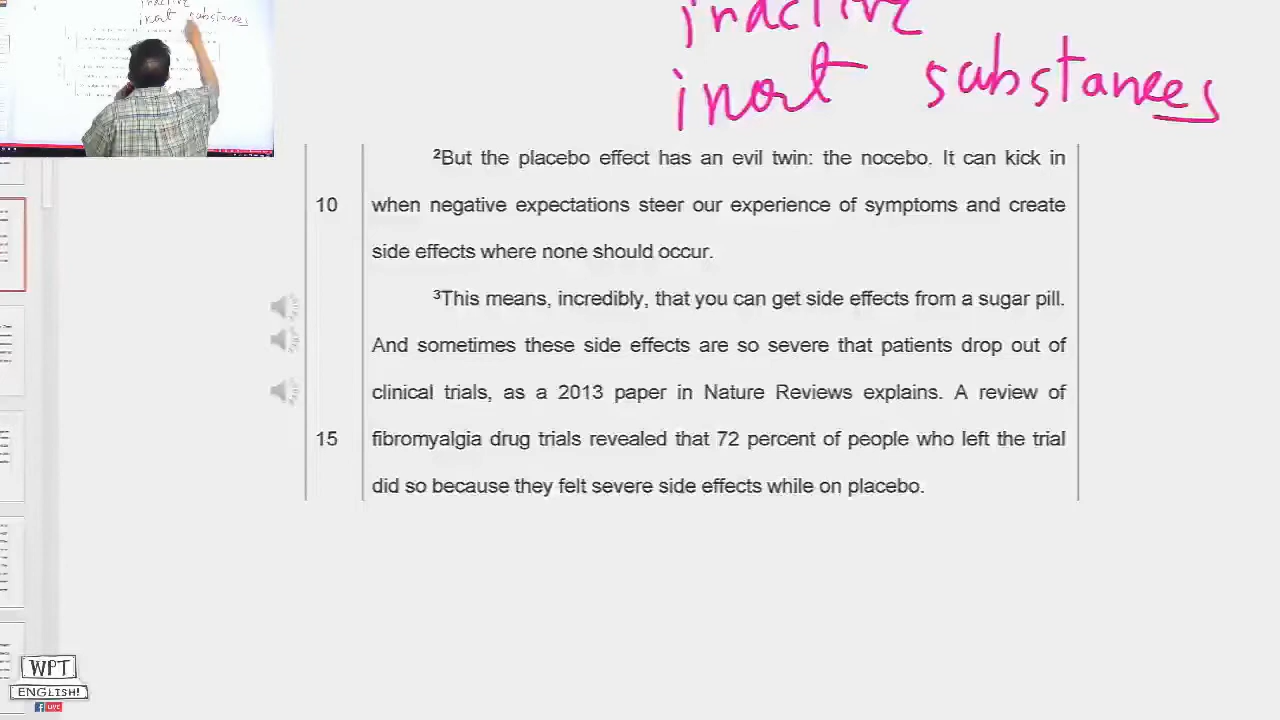 inactive
inort substances
²But the placebo effect has an evil twin: the nocebo. It can kick in
10 when negative expectations steer our experience of symptoms and create
side effects where none should occur.
³This means, incredibly, that you can get side effects from a sugar pill.
And sometimes these side effects are so severe that patients drop out of
clinical trials, as a 2013 paper in Nature Reviews explains. A review of
15 fibromyalgia drug trials revealed that 72 percent of people who left the trial
did so because they felt severe side effects while on placebo.
WPT
ENGLISH!
LIVE